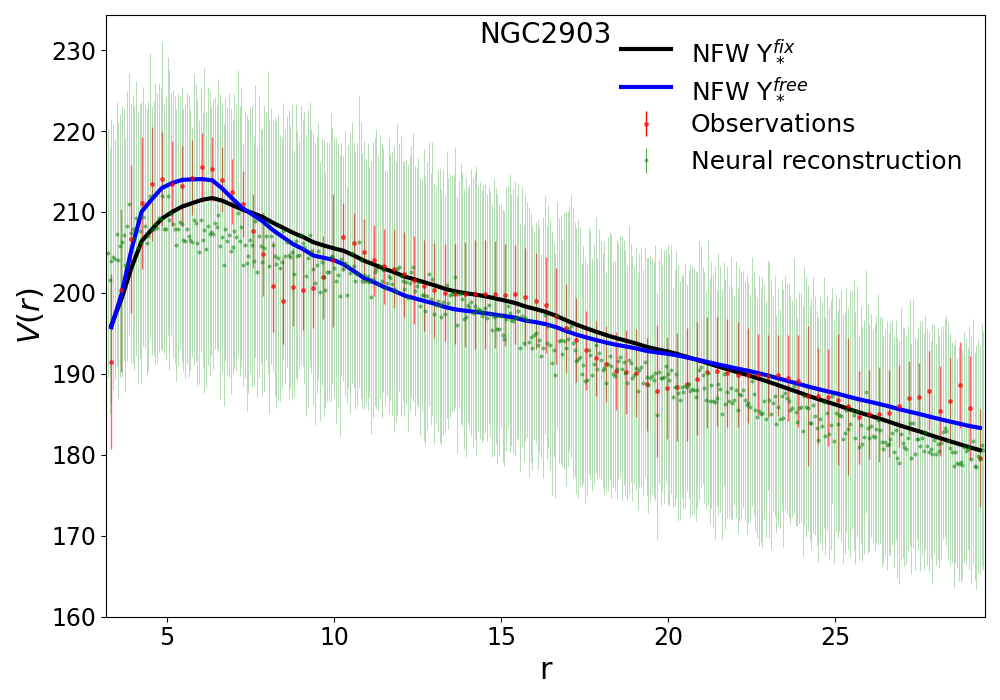 NGC2903
NFW Υ*^fix
NFW Υ*^free
Observations
Neural reconstruction
V(r)
230
220
210
200
190
180
170
160
5 10 15 20 25
r